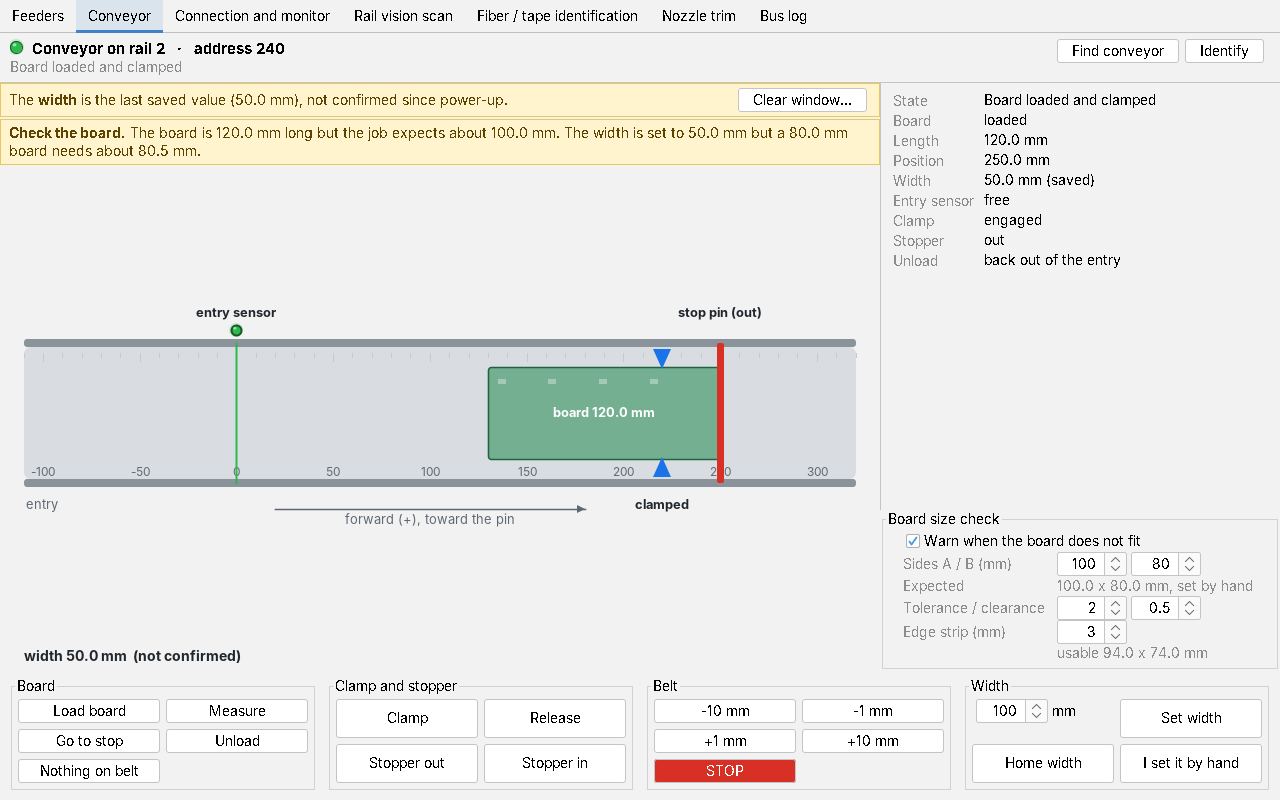 Feeders
Conveyor
Connection and monitor
Rail vision scan
Fiber / tape identification
Nozzle trim
Bus log
Conveyor on rail 2 · address 240
Board loaded and clamped
Find conveyor
Identify
The width is the last saved value (50.0 mm), not confirmed since power-up.
Clear window...
Check the board. The board is 120.0 mm long but the job expects about 100.0 mm. The width is set to 50.0 mm but a 80.0 mm
board needs about 80.5 mm.
State Board loaded and clamped
Board loaded
Length 120.0 mm
Position 250.0 mm
Width 50.0 mm (saved)
Entry sensor free
Clamp engaged
Stopper out
Unload back out of the entry
entry sensor
stop pin (out)
board 120.0 mm
-100 -50 0 50 100 150 200 250 300
entry
clamped
forward (+), toward the pin
width 50.0 mm (not confirmed)
Board size check
Warn when the board does not fit
Sides A / B (mm) 100 80
Expected 100.0 x 80.0 mm, set by hand
Tolerance / clearance 2 0.5
Edge strip (mm) 3
usable 94.0 x 74.0 mm
Board
Load board
Measure
Go to stop
Unload
Nothing on belt
Clamp and stopper
Clamp
Release
Stopper out
Stopper in
Belt
-10 mm
-1 mm
+1 mm
+10 mm
STOP
Width
100 mm
Set width
Home width
I set it by hand